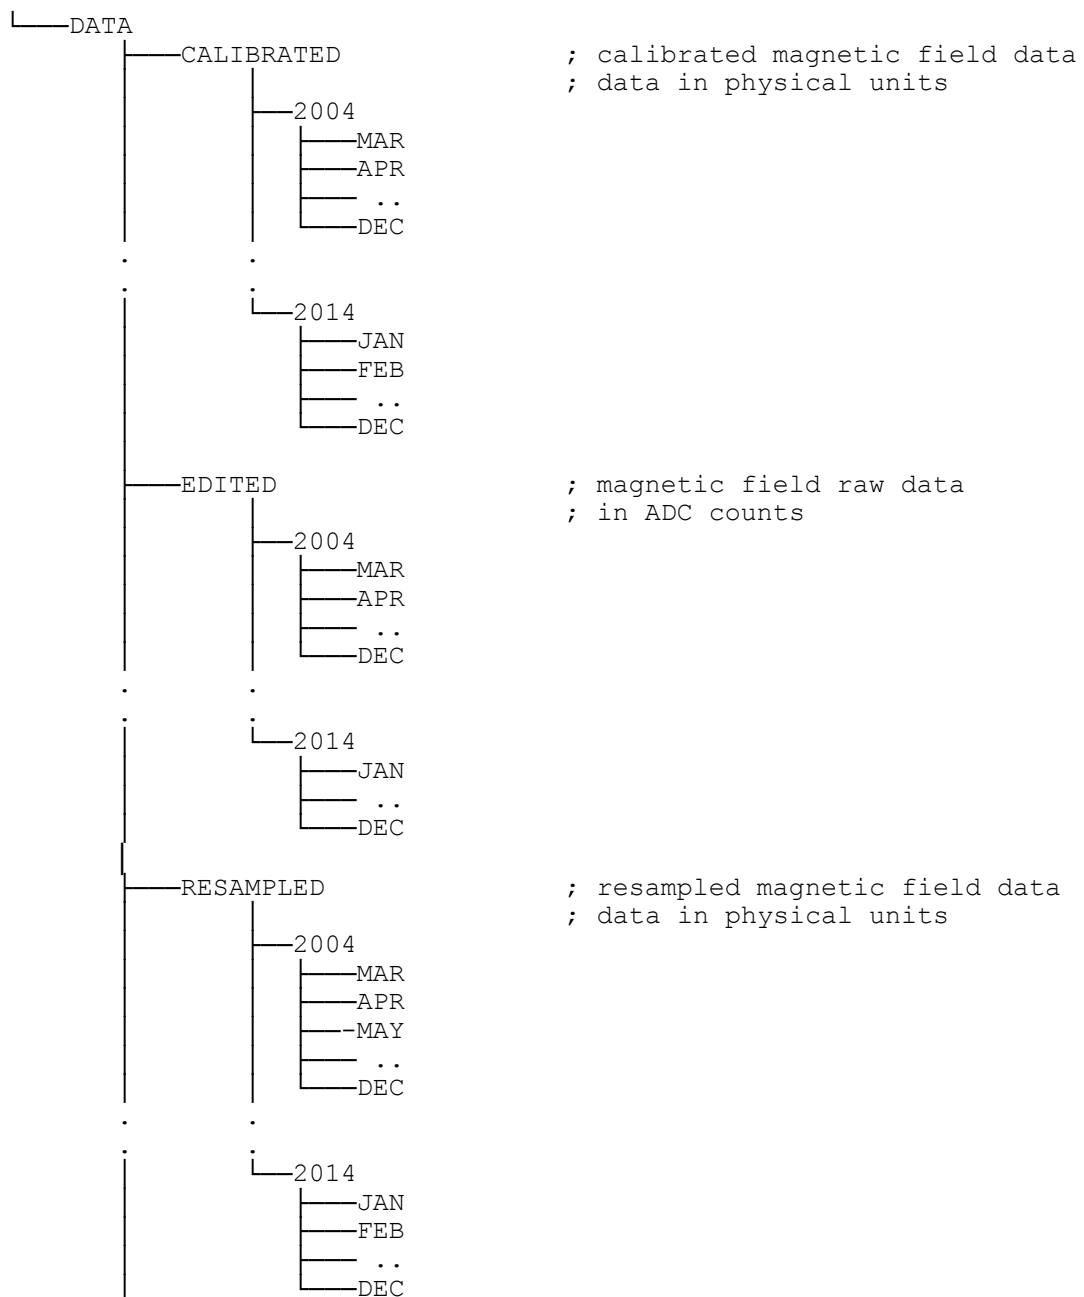 DATA
CALIBRATED ; calibrated magnetic field data
; data in physical units
2004
MAR
APR
..
DEC
. .
. .
2014
JAN
FEB
..
DEC
EDITED ; magnetic field raw data
; in ADC counts
2004
MAR
APR
..
DEC
. .
. .
2014
JAN
..
DEC
RESAMPLED ; resampled magnetic field data
; data in physical units
2004
MAR
APR
-MAY
..
DEC
. .
. .
2014
JAN
FEB
..
DEC